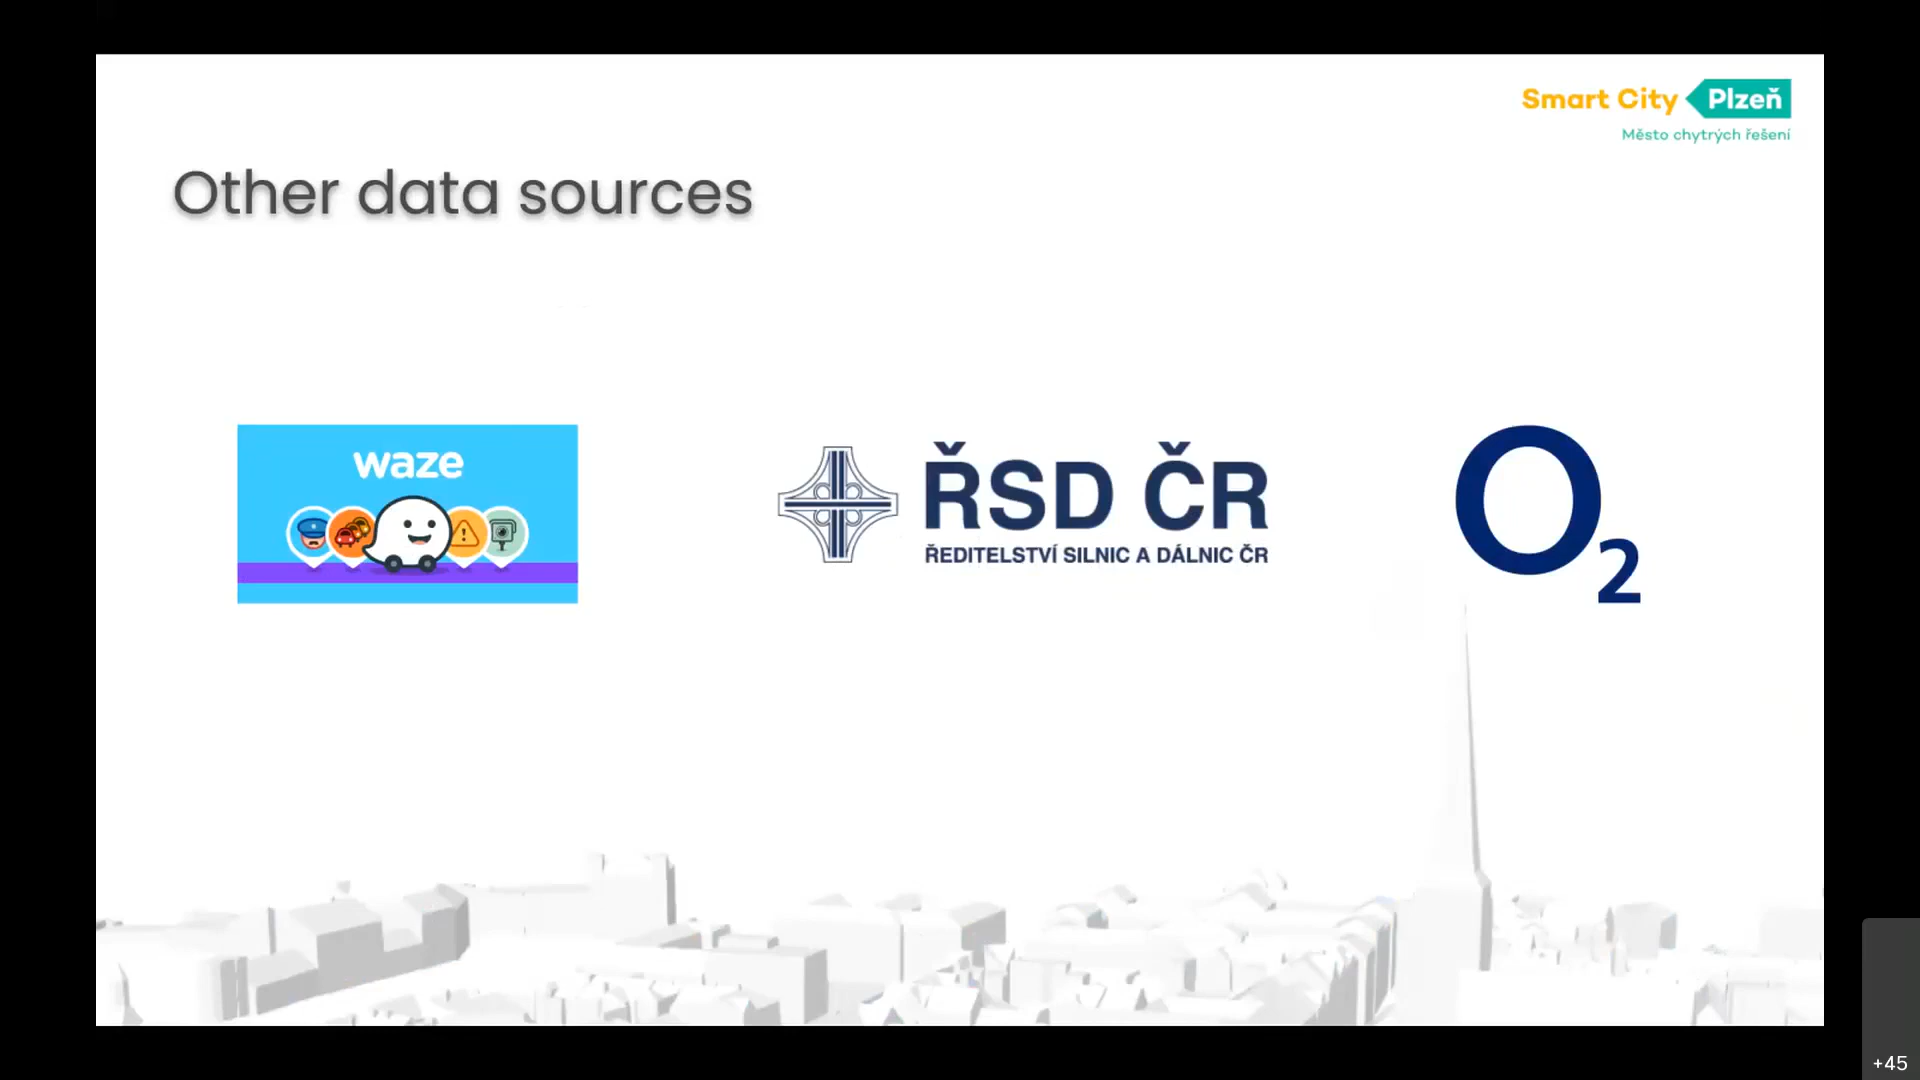 Smart City Plzeň
Město chytrých řešení
Other data sources
waze
ŘSD ČR
ŘEDITELSTVÍ SILNIC A DÁLNIC ČR
O2
+45